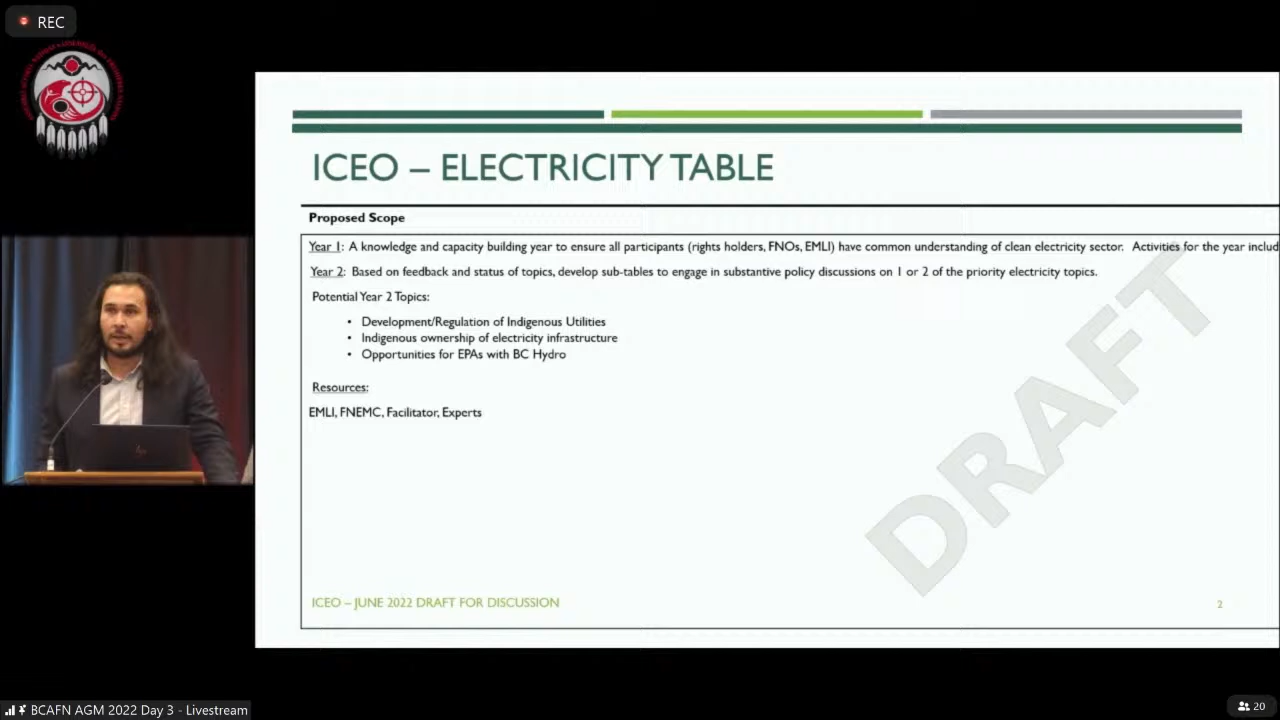 REC
ICEO – ELECTRICITY TABLE
Proposed Scope
Year 1: A knowledge and capacity building year to ensure all participants (rights holders, FNOs, EMLI) have common understanding of clean electricity sector. Activities for the year includ
Year 2: Based on feedback and status of topics, develop sub-tables to engage in substantive policy discussions on 1 or 2 of the priority electricity topics.
Potential Year 2 Topics:
• Development/Regulation of Indigenous Utilities
• Indigenous ownership of electricity infrastructure
• Opportunities for EPAs with BC Hydro
Resources:
EMLI, FNEMC, Facilitator, Experts
DRAFT
ICEO – JUNE 2022 DRAFT FOR DISCUSSION
2
BCAFN AGM 2022 Day 3 - Livestream
20